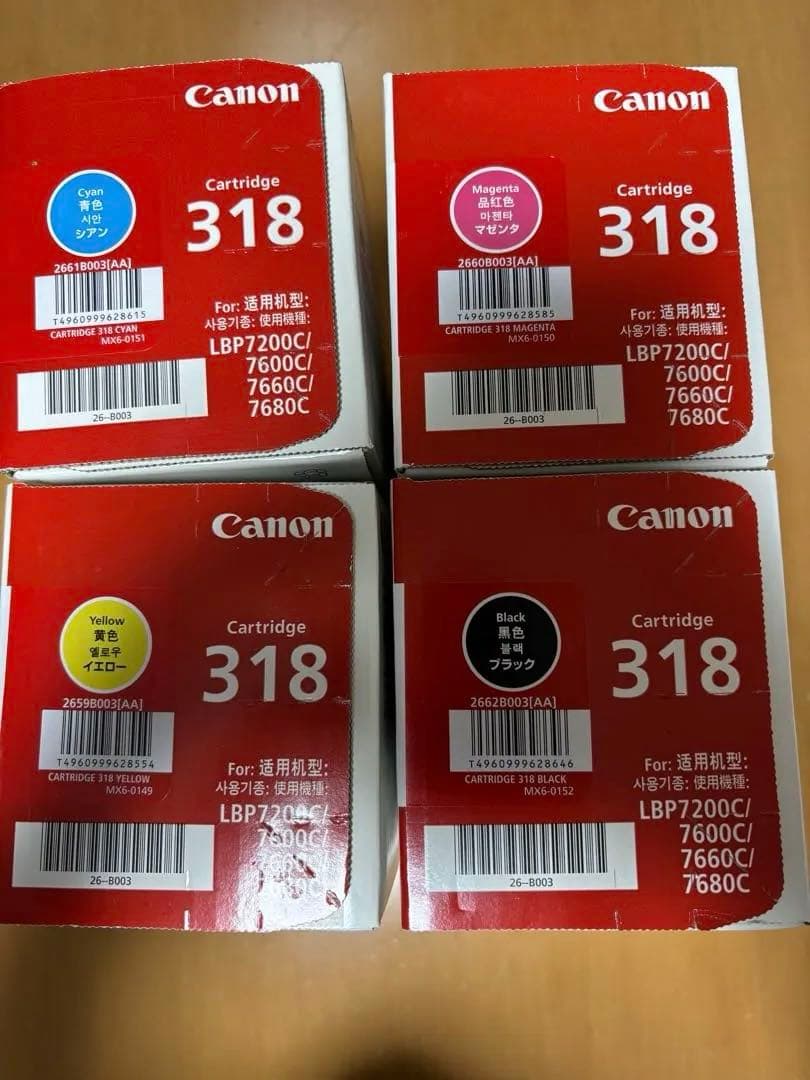 Canon
Cyan
青色
시안
シアン
Cartridge
318
2661B003[AA]
T4960999628615
CARTRIDGE 318 CYAN
MX6-0151
For: 适用机型:
사용기종: 使用機種:
LBP7200C/
7600C/
7660C/
7680C
26--B003
Canon
Magenta
品红色
마젠타
マゼンタ
Cartridge
318
2660B003[AA]
T4960999628585
CARTRIDGE 318 MAGENTA
MX6-0150
For: 适用机型:
사용기종: 使用機種:
LBP7200C/
7600C/
7660C/
7680C
26--B003
Canon
Yellow
黄色
옐로우
イエロー
Cartridge
318
2659B003[AA]
T4960999628554
CARTRIDGE 318 YELLOW
MX6-0149
For: 适用机型:
사용기종: 使用機種:
LBP7200C/
7600C/
7660C/
7680C
26--B003
Canon
Black
黑色
블랙
ブラック
Cartridge
318
2662B003[AA]
T4960999628646
CARTRIDGE 318 BLACK
MX6-0152
For: 适用机型:
사용기종: 使用機種:
LBP7200C/
7600C/
7660C/
7680C
26--B003